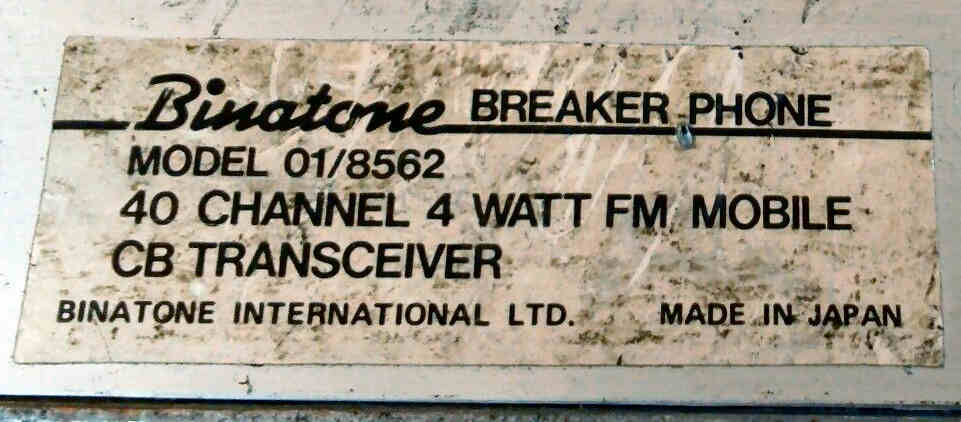 Binatone BREAKER PHONE
MODEL 01/8562
40 CHANNEL 4 WATT FM MOBILE
CB TRANSCEIVER
BINATONE INTERNATIONAL LTD. MADE IN JAPAN